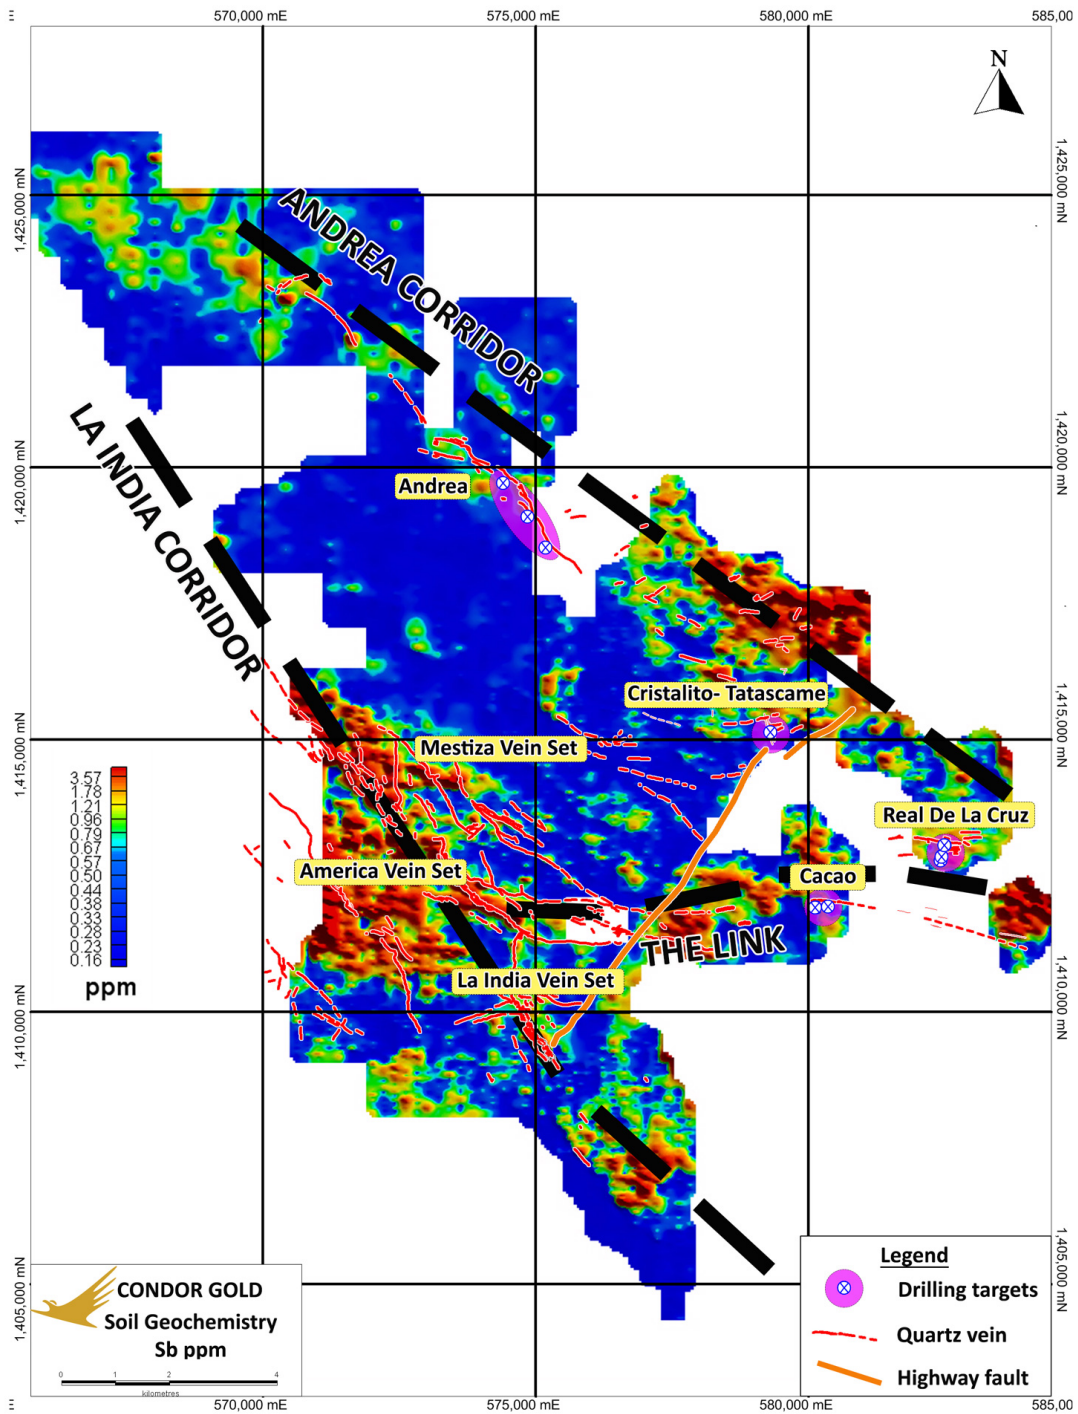 570,000 mE
575,000 mE
580,000 mE
585,00
N
1,425,000 mN
1,425,000 mN
ANDREA CORRIDOR
LA INDIA CORRIDOR
1,420,000 mN
1,420,000 mN
Andrea
Cristalito- Tatascame
1,415,000 mN
1,415,000 mN
Mestiza Vein Set
3.57
1.78
1.21
0.96
0.79
0.67
0.57
0.50
0.44
0.38
0.33
0.28
0.23
0.16
ppm
Real De La Cruz
America Vein Set
Cacao
THE LINK
La India Vein Set
1,410,000 mN
1,410,000 mN
1,405,000 mN
1,405,000 mN
CONDOR GOLD
Soil Geochemistry
Sb ppm
0 1 2 4
kilometres
Legend
Drilling targets
Quartz vein
Highway fault
570,000 mE
575,000 mE
580,000 mE
585,00